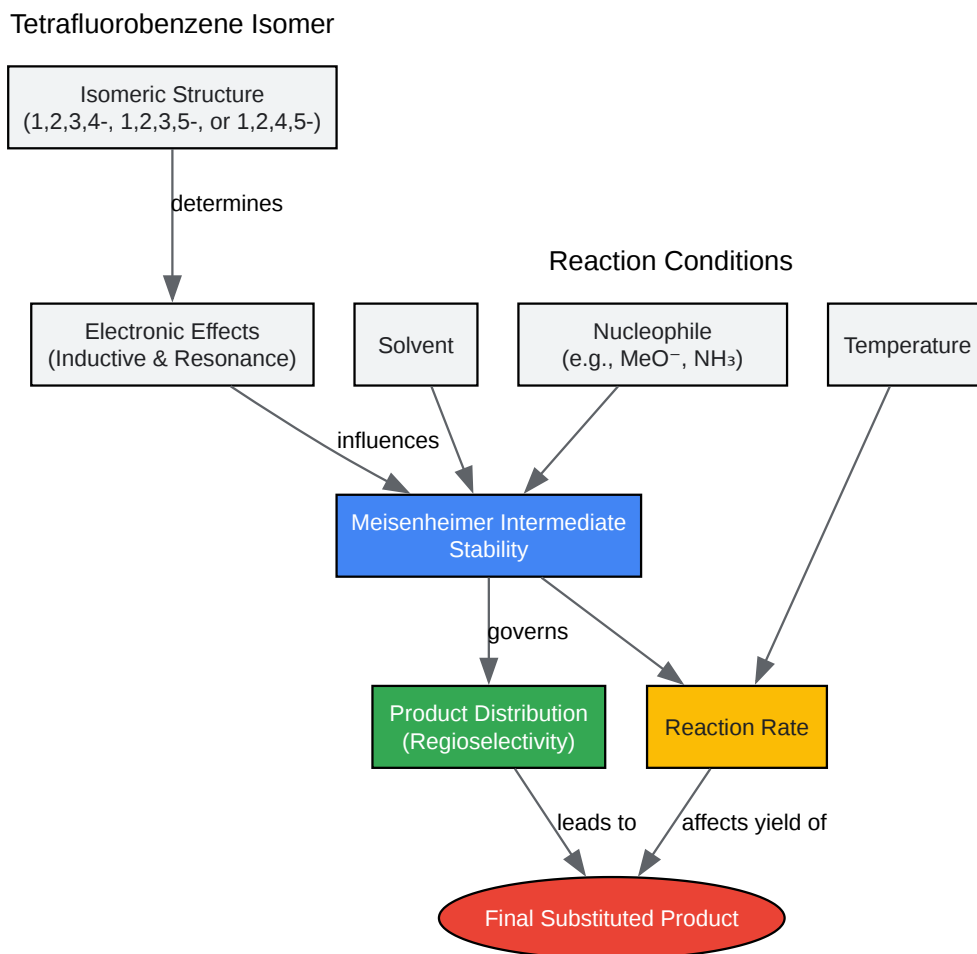 Tetrafluorobenzene Isomer
Isomeric Structure
(1,2,3,4-, 1,2,3,5-, or 1,2,4,5-)
determines
Reaction Conditions
Electronic Effects
(Inductive & Resonance)
Solvent
Nucleophile
(e.g., MeO⁻, NH₃)
Temperature
influences
Meisenheimer Intermediate
Stability
governs
Product Distribution
(Regioselectivity)
Reaction Rate
leads to
affects yield of
Final Substituted Product